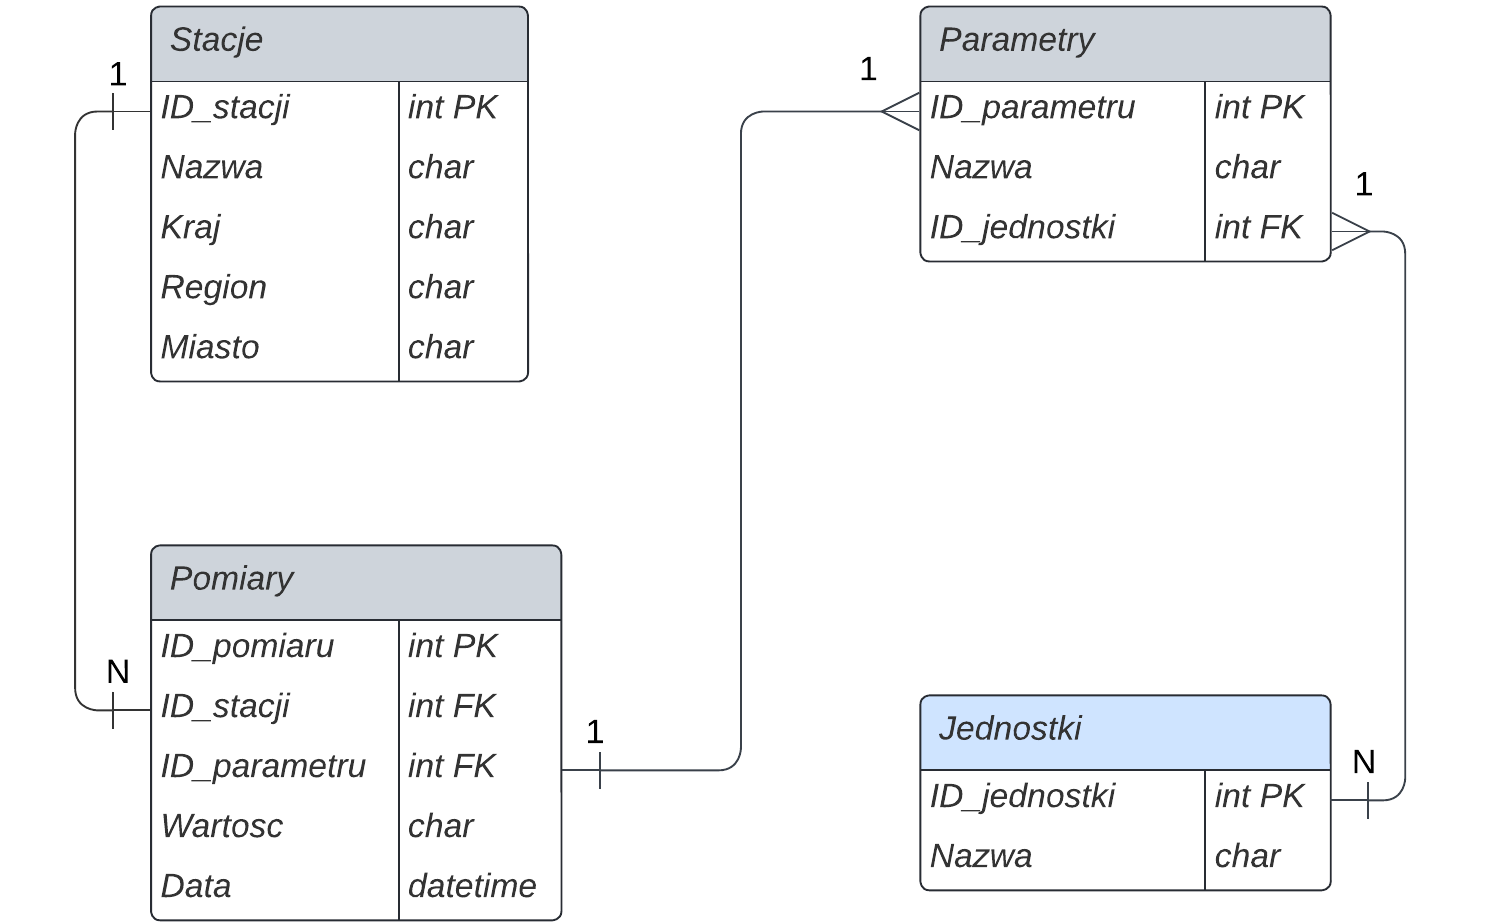 Stacje
1
ID_stacji int PK
Nazwa char
Kraj char
Region char
Miasto char
Parametry
1
ID_parametru int PK
Nazwa char
1
ID_jednostki int FK
Pomiary
ID_pomiaru int PK
N
ID_stacji int FK
1
ID_parametru int FK
Wartosc char
Data datetime
Jednostki
N
ID_jednostki int PK
Nazwa char